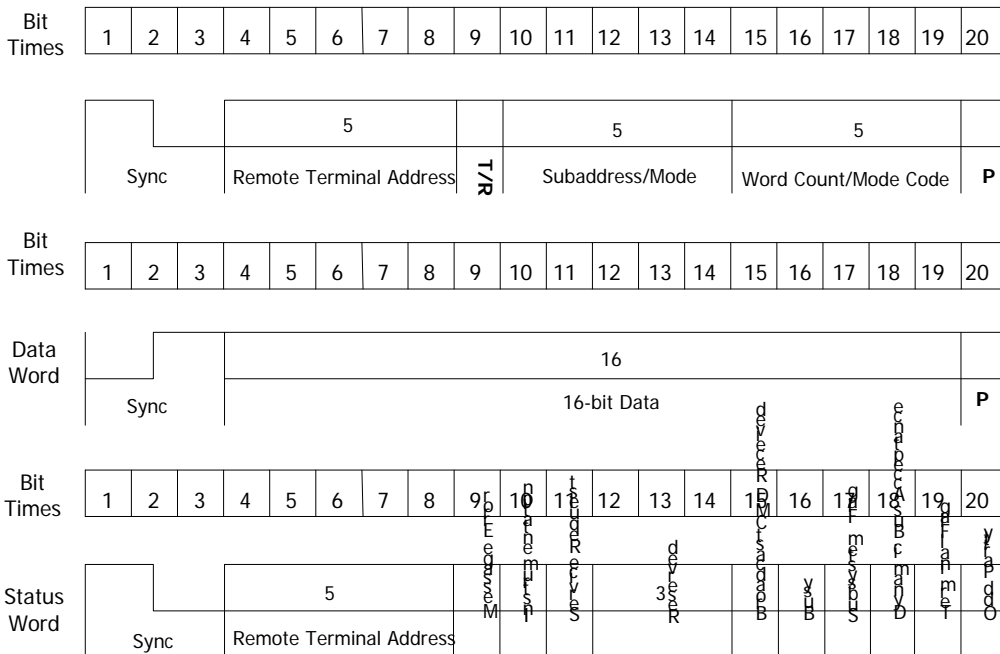 Bit Times 1 2 3 4 5 6 7 8 9 10 11 12 13 14 15 16 17 18 19 20
5 5 5
Sync Remote Terminal Address T/R Subaddress/Mode Word Count/Mode Code P
Bit Times 1 2 3 4 5 6 7 8 9 10 11 12 13 14 15 16 17 18 19 20
Data Word 16
Sync 16-bit Data P
Bit Times 1 2 3 4 5 6 7 8 9 10 11 12 13 14 15 16 17 18 19 20
Status Word 5 3
Sync Remote Terminal Address
Reserved
Busy